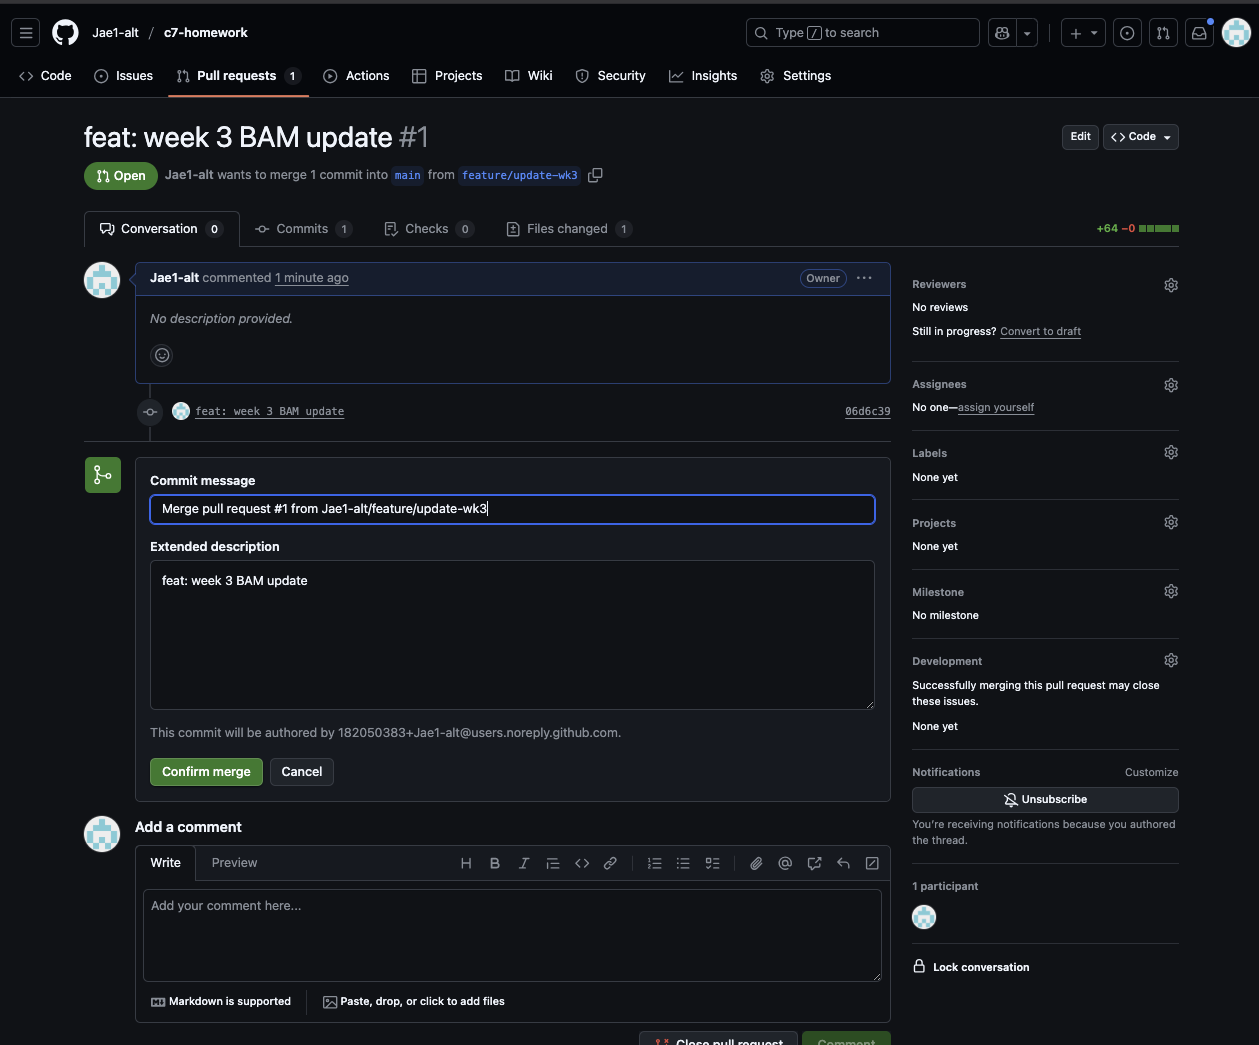 Jae1-alt / c7-homework
Type / to search
Code
Issues
Pull requests 1
Actions
Projects
Wiki
Security
Insights
Settings
feat: week 3 BAM update #1
Edit
Code
Open
Jae1-alt wants to merge 1 commit into main from feature/update-wk3
Conversation 0
Commits 1
Checks 0
Files changed 1
+64 −0
Jae1-alt commented 1 minute ago
Owner
No description provided.
feat: week 3 BAM update
06d6c39
Commit message
Merge pull request #1 from Jae1-alt/feature/update-wk3
Extended description
feat: week 3 BAM update
This commit will be authored by 182050383+Jae1-alt@users.noreply.github.com.
Confirm merge
Cancel
Add a comment
Write
Preview
Add your comment here...
Markdown is supported
Paste, drop, or click to add files
Close pull request
Comment
Reviewers
No reviews
Still in progress? Convert to draft
Assignees
No one—assign yourself
Labels
None yet
Projects
None yet
Milestone
No milestone
Development
Successfully merging this pull request may close
these issues.
None yet
Notifications
Customize
Unsubscribe
You're receiving notifications because you authored
the thread.
1 participant
Lock conversation